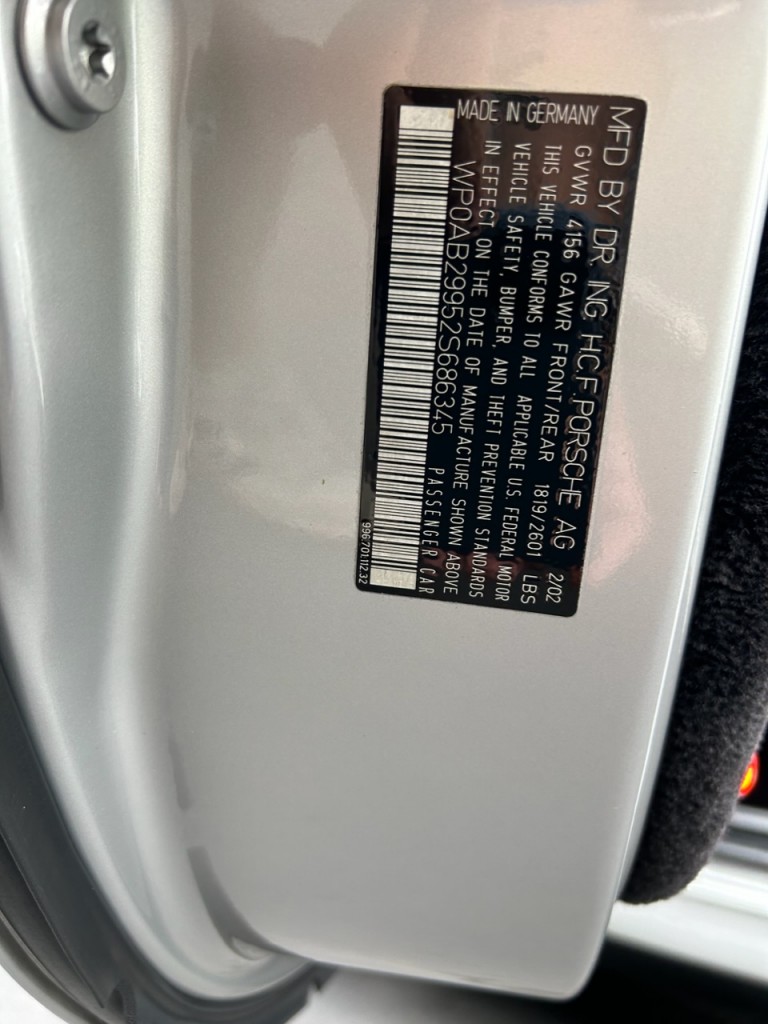 MFD BY DR. ING H.C.F. PORSCHE AG 2/02
GVWR 4156 GAWR FRONT/REAR 1819/2601 LBS
THIS VEHICLE CONFORMS TO ALL APPLICABLE U.S. FEDERAL MOTOR
VEHICLE SAFETY, BUMPER, AND THEFT PREVENTION STANDARDS
IN EFFECT ON THE DATE OF MANUFACTURE SHOWN ABOVE
MADE IN GERMANY
WP0AB29952S686345 PASSENGER CAR
996.701.112.32